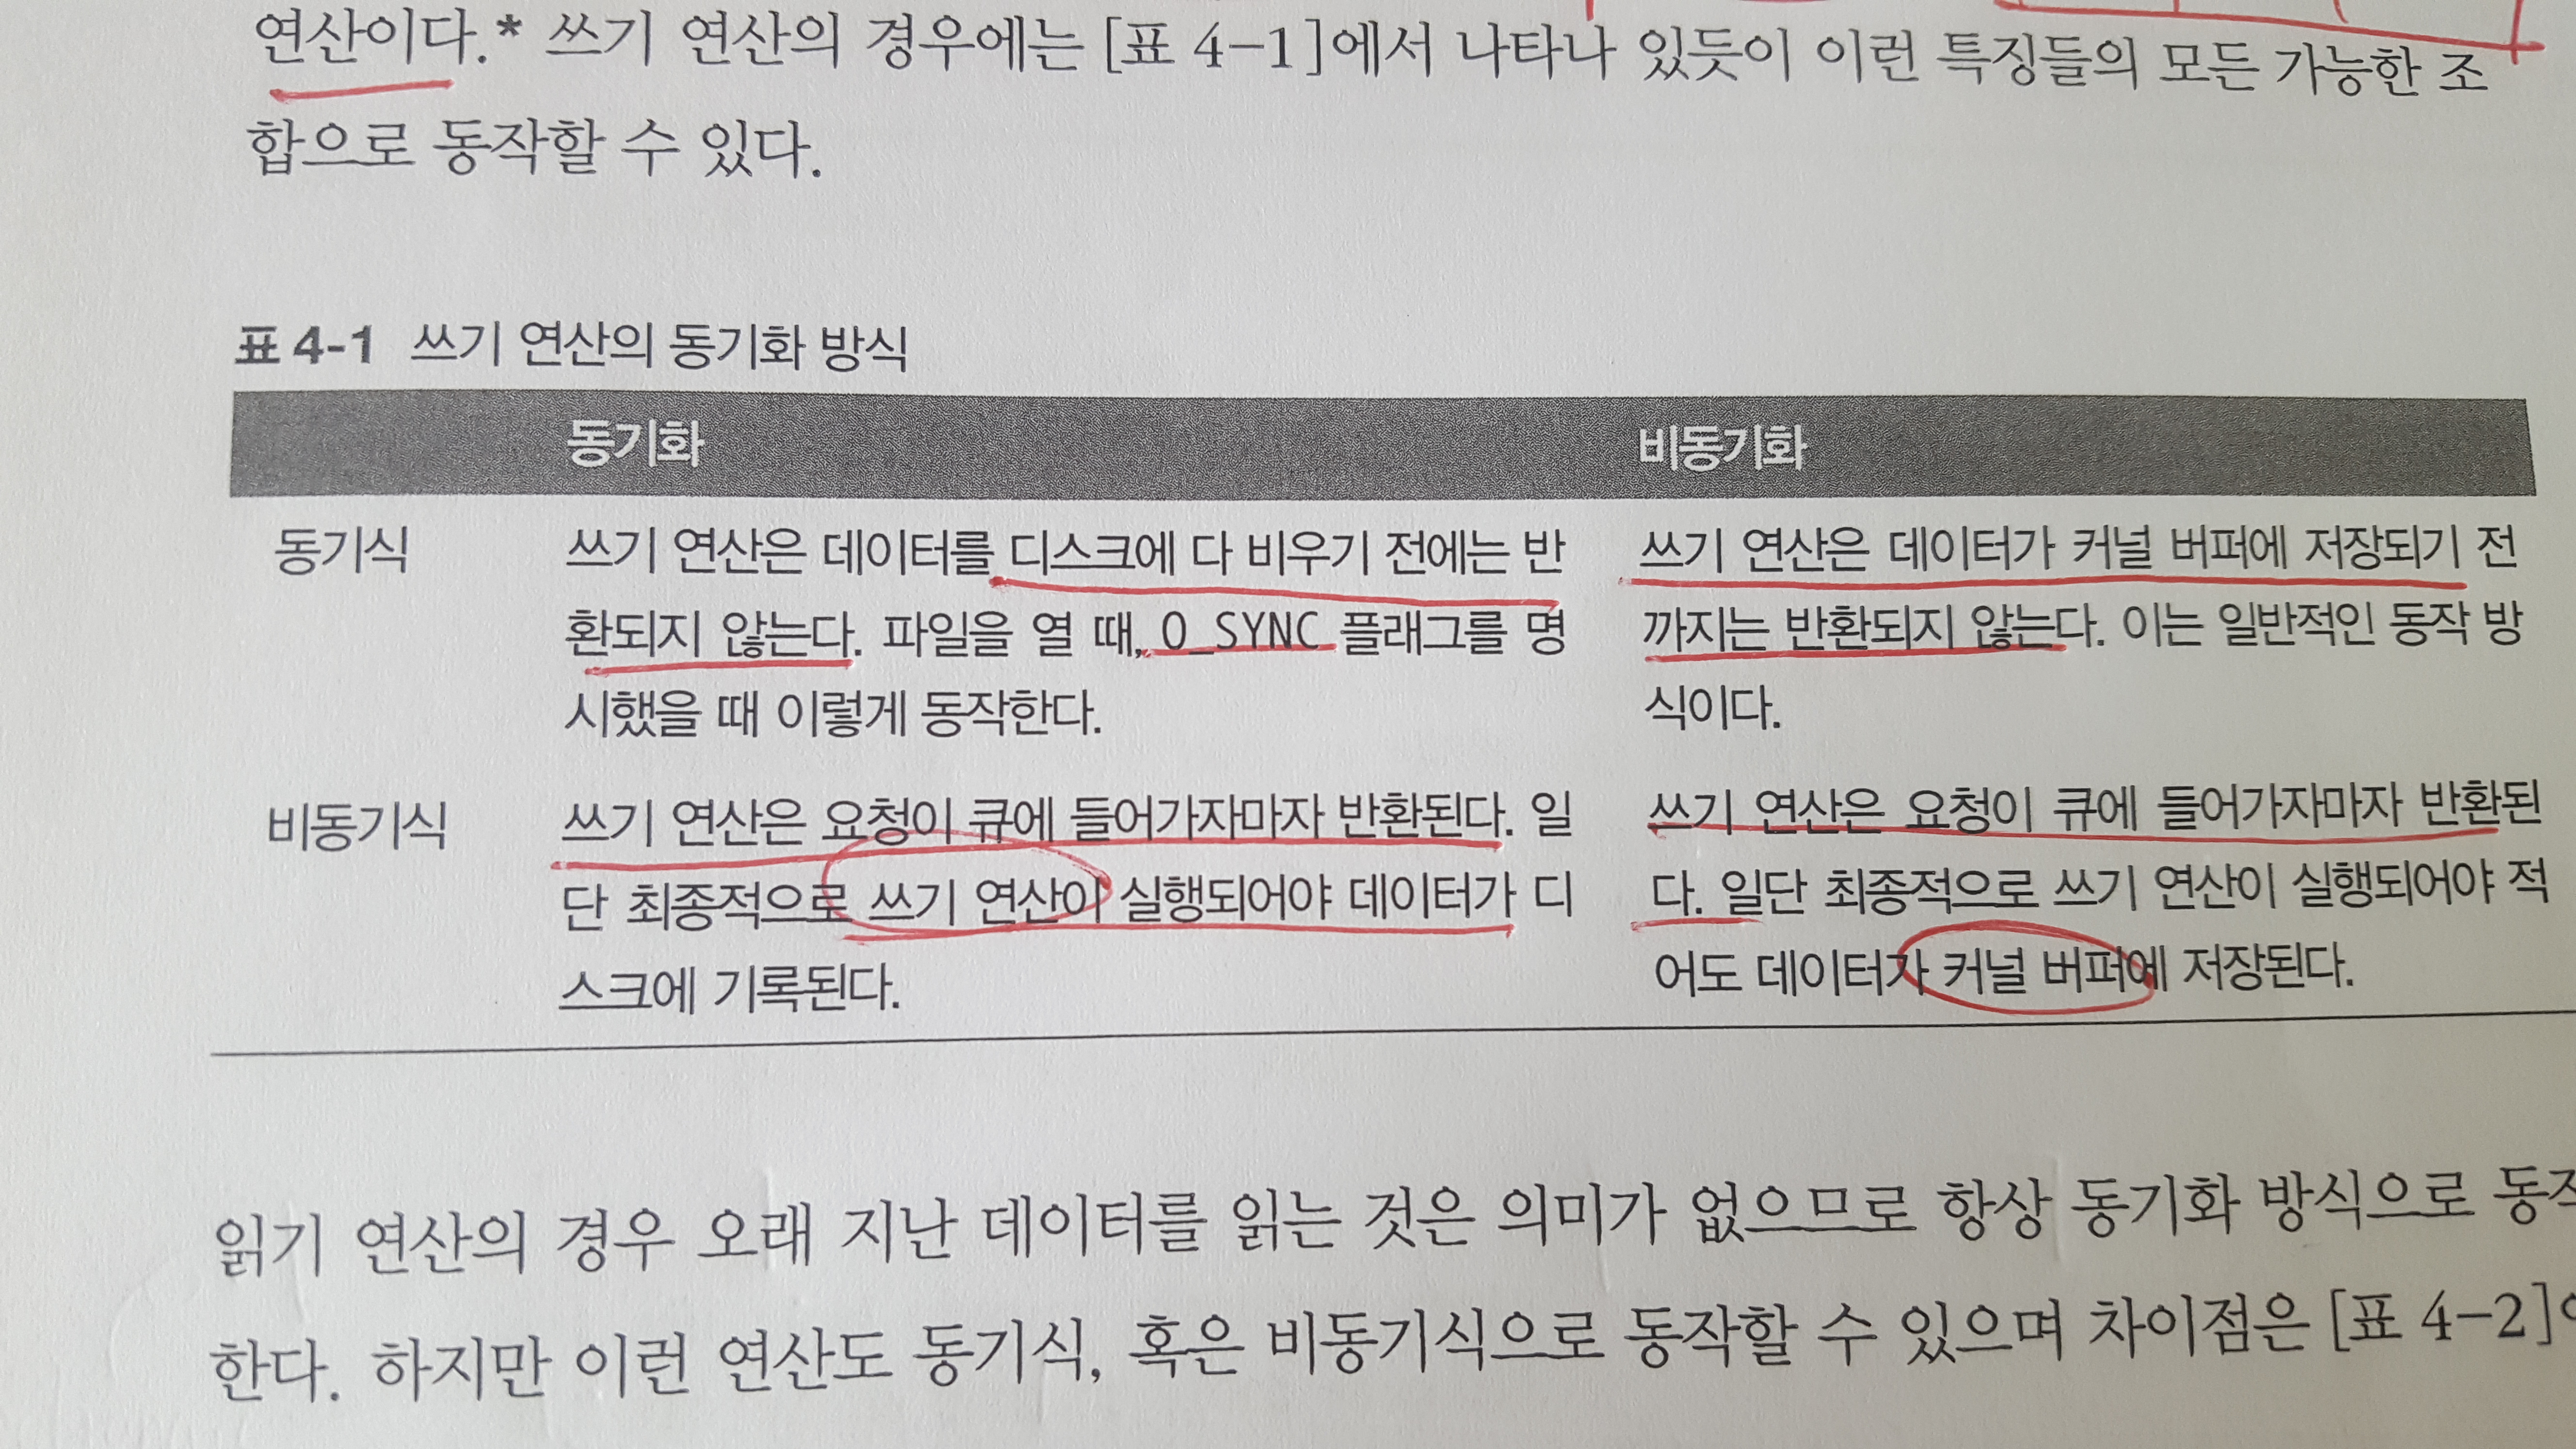 연산이다.* 쓰기 연산의 경우에는 [표 4-1]에서 나타나 있듯이 이런 특징들의 모든 가능한 조
합으로 동작할 수 있다.
표 4-1 쓰기 연산의 동기화 방식
동기화 비동기화
동기식 쓰기 연산은 데이터를 디스크에 다 비우기 전에는 반
환되지 않는다. 파일을 열 때, O_SYNC 플래그를 명
시했을 때 이렇게 동작한다.
쓰기 연산은 데이터가 커널 버퍼에 저장되기 전
까지는 반환되지 않는다. 이는 일반적인 동작 방
식이다.
비동기식 쓰기 연산은 요청이 큐에 들어가자마자 반환된다. 일
단 최종적으로 쓰기 연산이 실행되어야 데이터가 디
스크에 기록된다.
쓰기 연산은 요청이 큐에 들어가자마자 반환된
다. 일단 최종적으로 쓰기 연산이 실행되어야 적
어도 데이터가 커널 버퍼에 저장된다.
읽기 연산의 경우 오래 지난 데이터를 읽는 것은 의미가 없으므로 항상 동기화 방식으로
한다. 하지만 이런 연산도 동기식, 혹은 비동기식으로 동작할 수 있으며 차이점은 [표 4-2]